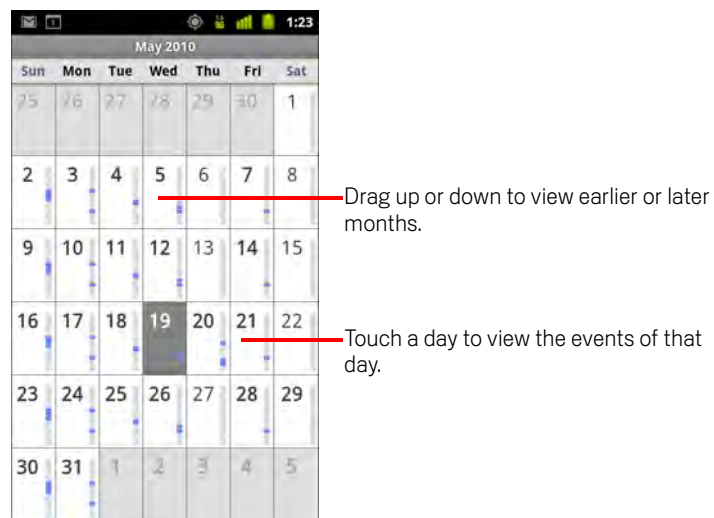 1:23
May 2010
Sun Mon Tue Wed Thu Fri Sat
25 26 27 28 29 30 1
2 3 4 5 6 7 8
Drag up or down to view earlier or later
months.
9 10 11 12 13 14 15
16 17 18 19 20 21 22
Touch a day to view the events of that
day.
23 24 25 26 27 28 29
30 31 1 2 3 4 5